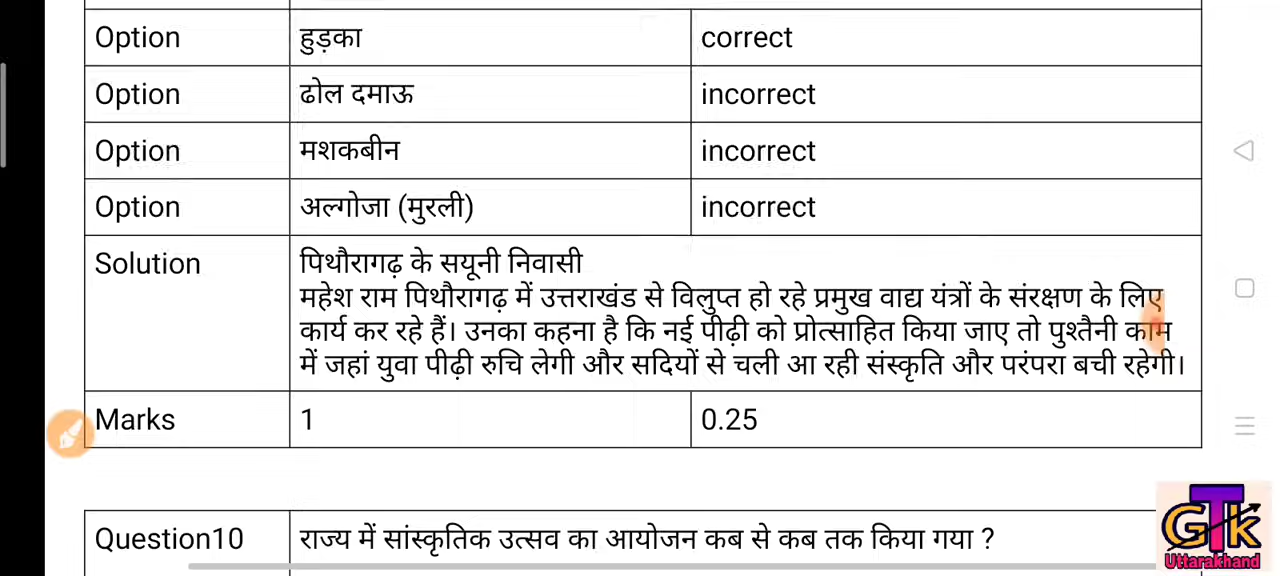 Option हुड़का correct
Option ढोल दमाऊ incorrect
Option मशकबीन incorrect
Option अल्गोजा (मुरली) incorrect
Solution पिथौरागढ़ के सयूनी निवासी
महेश राम पिथौरागढ़ में उत्तराखंड से विलुप्त हो रहे प्रमुख वाद्य यंत्रों के संरक्षण के लिए
कार्य कर रहे हैं। उनका कहना है कि नई पीढ़ी को प्रोत्साहित किया जाए तो पुश्तैनी काम
में जहां युवा पीढ़ी रुचि लेगी और सदियों से चली आ रही संस्कृति और परंपरा बची रहेगी।
Marks 1 0.25
Question10 राज्य में सांस्कृतिक उत्सव का आयोजन कब से कब तक किया गया ?
GTK
Uttarakhand